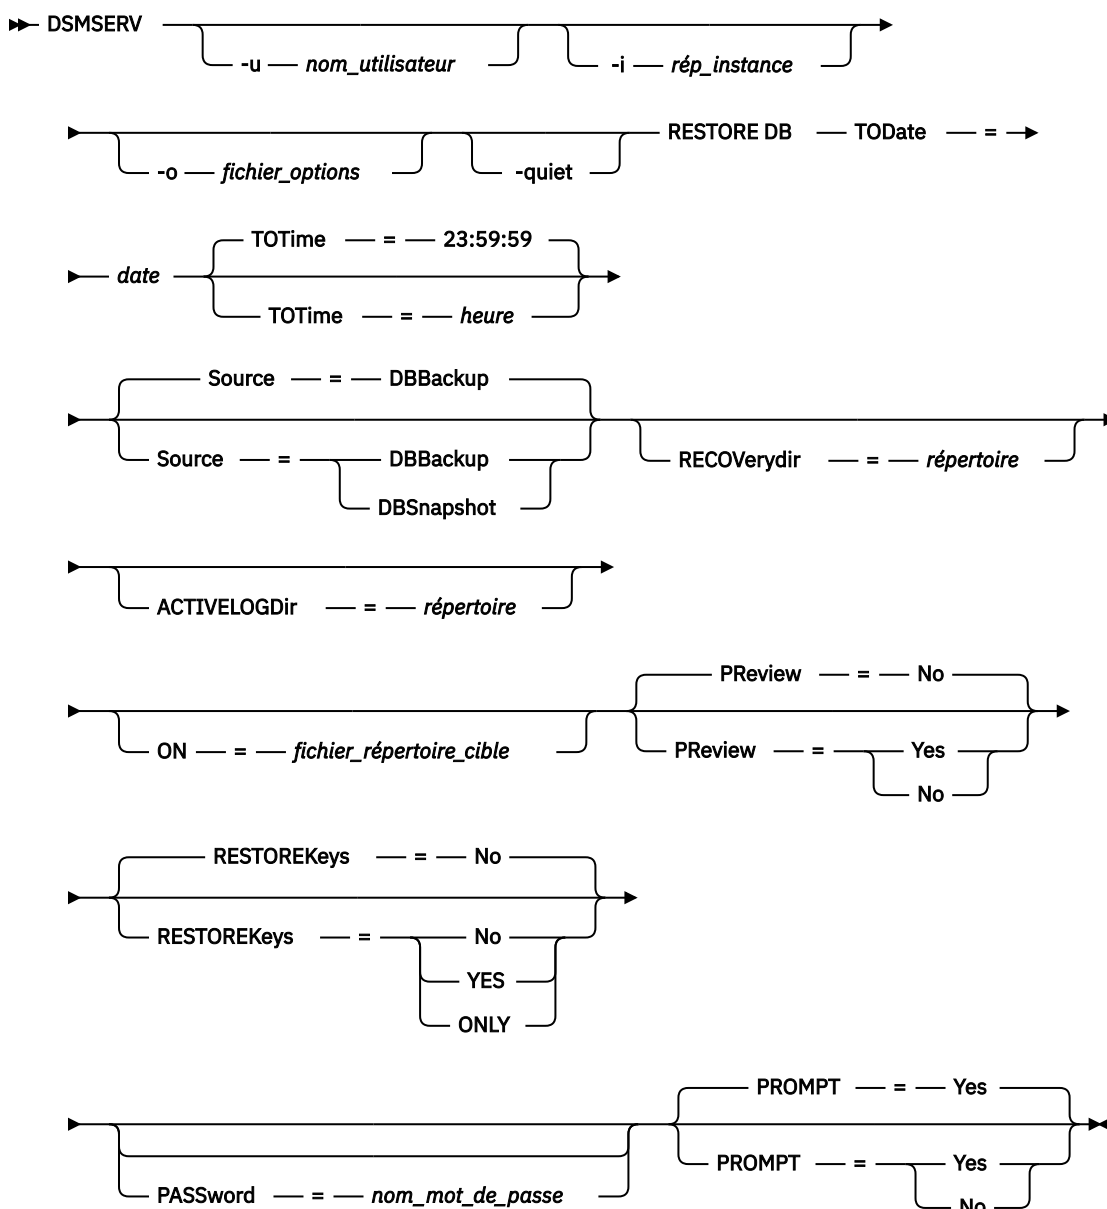 DSMSERV
-u nom_utilisateur -i rép_instance
RESTORE DB TODate =
-o fichier_options -quiet
TOTime = 23:59:59
date
TOTime = heure
Source = DBBackup
Source = DBBackup RECOVerydir = répertoire
DBSnapshot
ACTIVELOGDir = répertoire
PReview = No
ON = fichier_répertoire_cible PReview = Yes
No
RESTOREKeys = No
RESTOREKeys = No
YES
ONLY
PROMPT = Yes
PROMPT = Yes
PASSword = nom_mot_de_passe
No